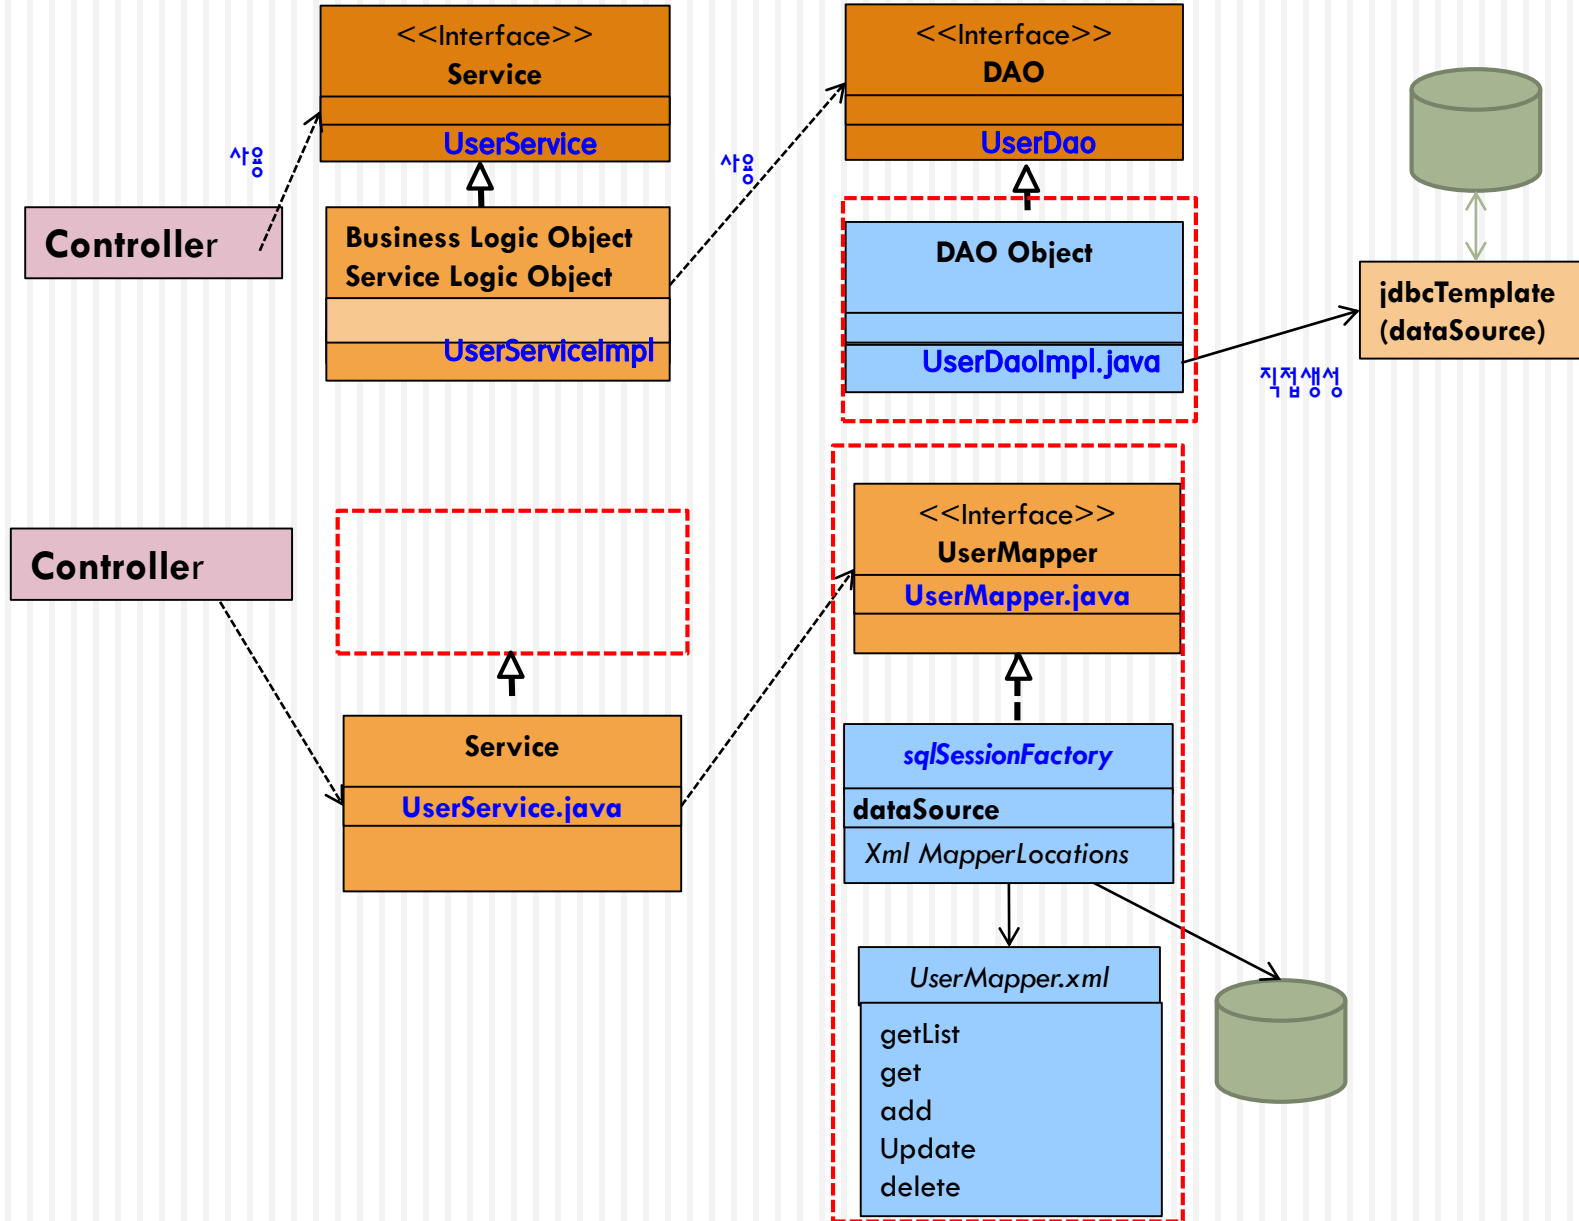 <<Interface>>
Service
UserService
<<Interface>>
DAO
UserDao
사용
사용
Controller
Business Logic Object
Service Logic Object
UserServiceImpl
DAO Object
UserDaoImpl.java
jdbcTemplate
(dataSource)
직접생성
Controller
<<Interface>>
UserMapper
UserMapper.java
Service
UserService.java
sqlSessionFactory
dataSource
Xml MapperLocations
UserMapper.xml
getList
get
add
Update
delete